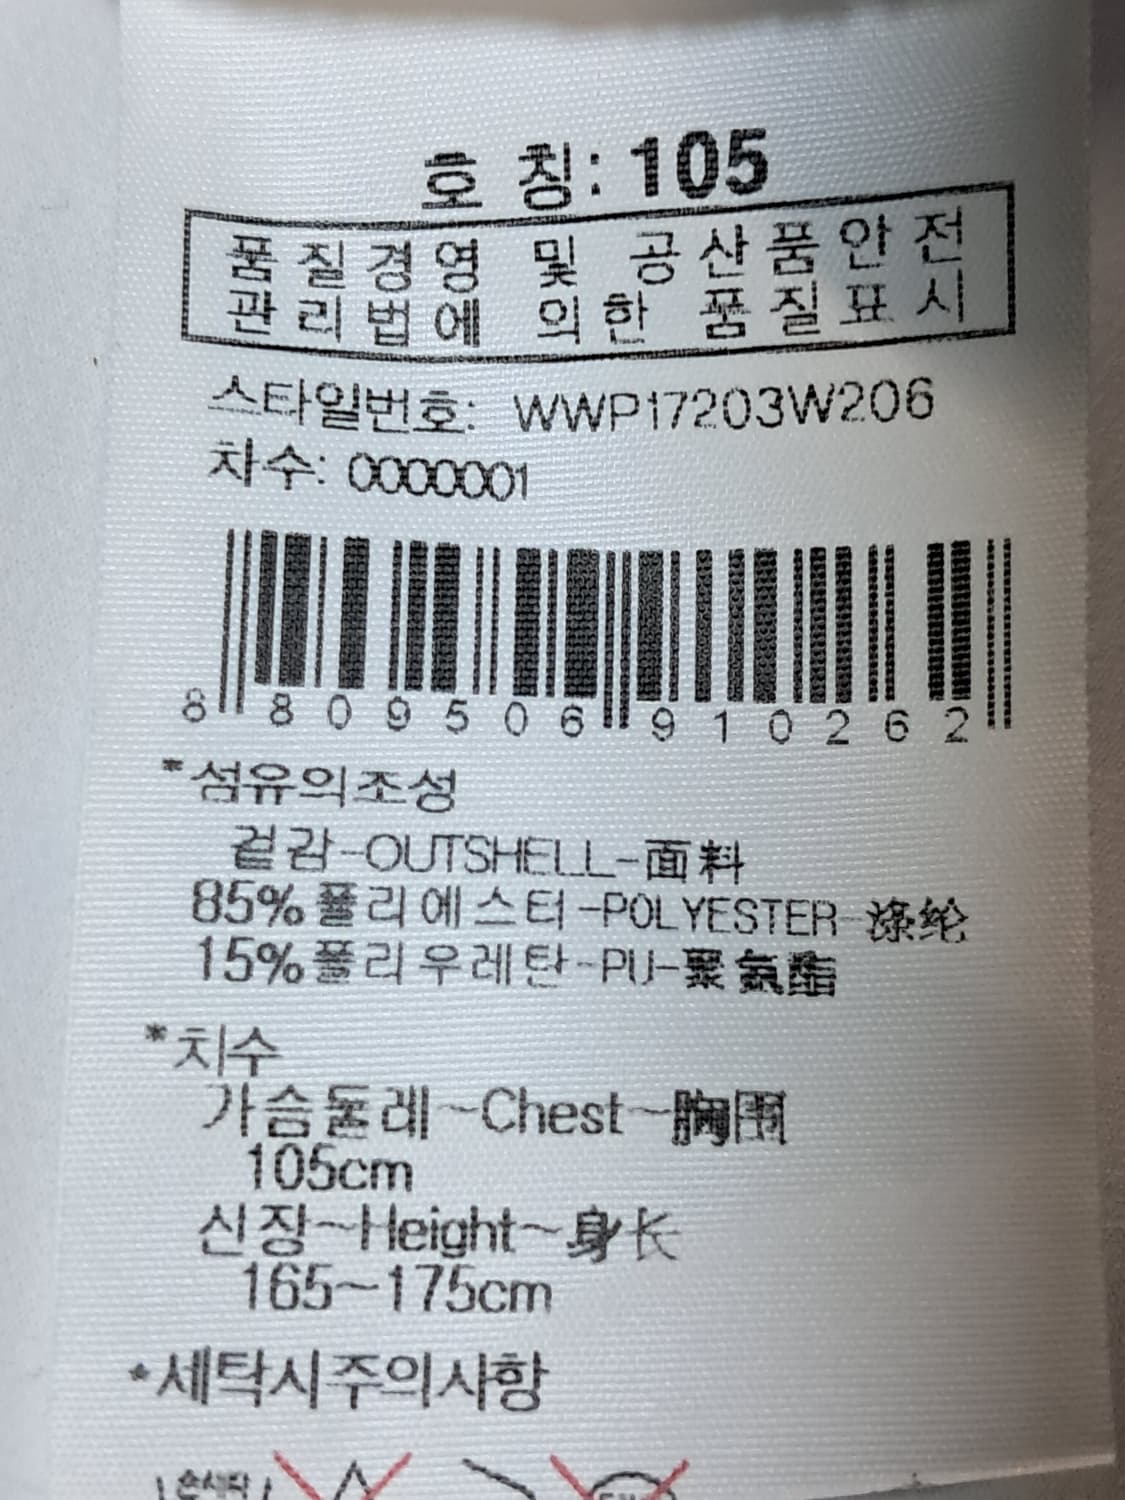 호 칭: 105
품질경영 및 공산품안전
관리법에 의한 품질표시
스타일번호: WWP17203W206
차수: 0000001
8 809506 910262
*섬유의조성
겉감-OUTSHELL-面料
85%폴리에스터-POLYESTER-涤纶
15%폴리우레탄-PU-聚氨酯
*치수
가슴둘레~Chest~胸围
105cm
신장~Height~身长
165~175cm
*세탁시주의사항
손세탁